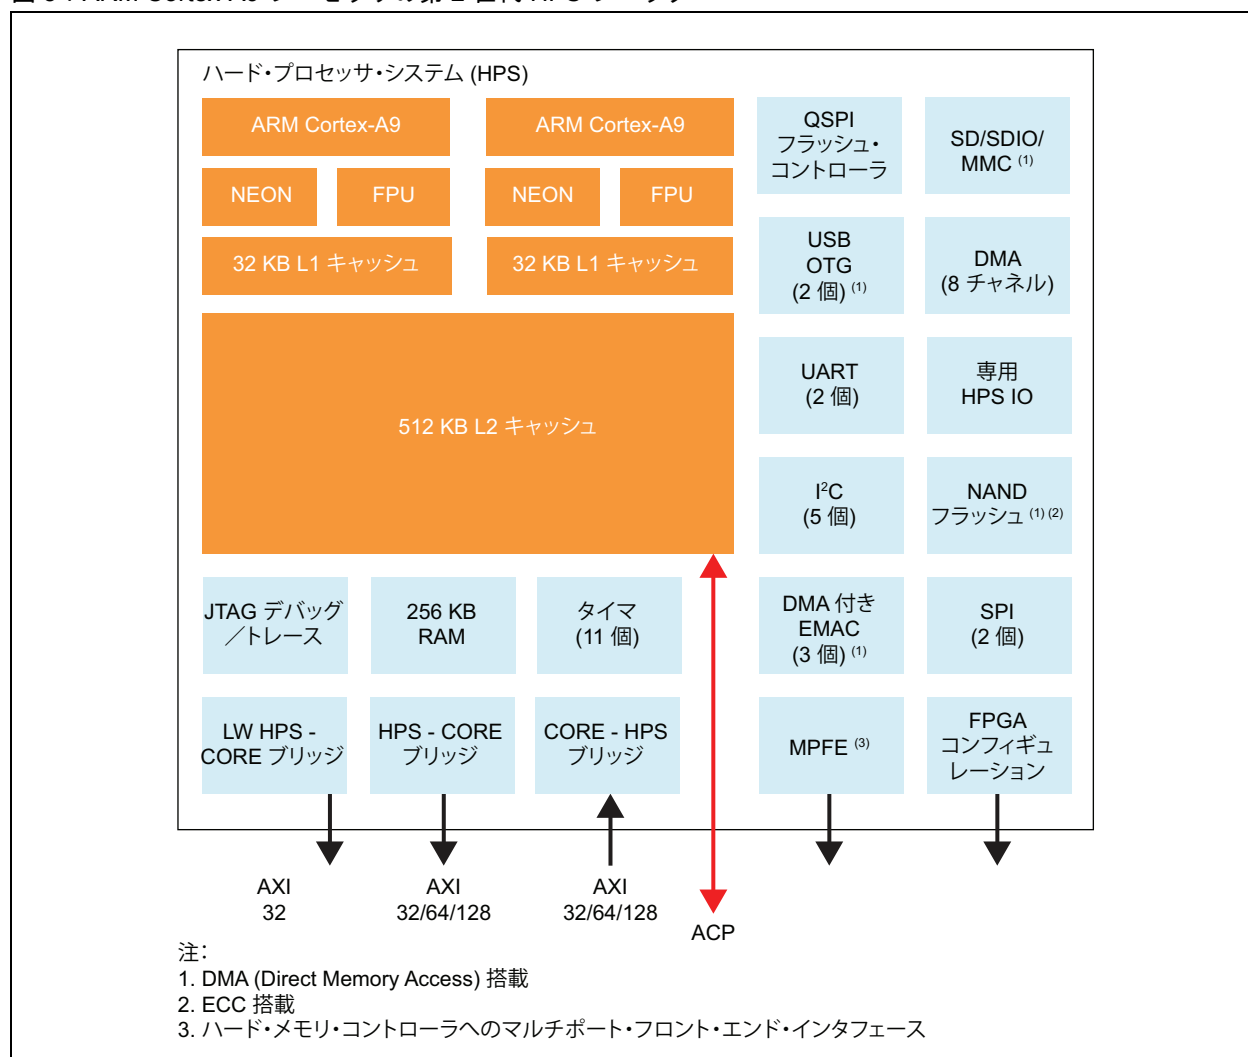 ハード・プロセッサ・システム (HPS)
ARM Cortex-A9
ARM Cortex-A9
NEON
FPU
NEON
FPU
32 KB L1 キャッシュ
32 KB L1 キャッシュ
512 KB L2 キャッシュ
QSPI
フラッシュ・
コントローラ
SD/SDIO/
MMC (1)
USB
OTG
(2 個) (1)
DMA
(8 チャネル)
UART
(2 個)
専用
HPS IO
I²C
(5 個)
NAND
フラッシュ (1) (2)
JTAG デバッグ
／トレース
256 KB
RAM
タイマ
(11 個)
DMA 付き
EMAC
(3 個) (1)
SPI
(2 個)
LW HPS -
CORE ブリッジ
HPS - CORE
ブリッジ
CORE - HPS
ブリッジ
MPFE (3)
FPGA
コンフィギュ
レーション
AXI
32
AXI
32/64/128
AXI
32/64/128
ACP
注：
1. DMA (Direct Memory Access) 搭載
2. ECC 搭載
3. ハード・メモリ・コントローラへのマルチポート・フロント・エンド・インタフェース